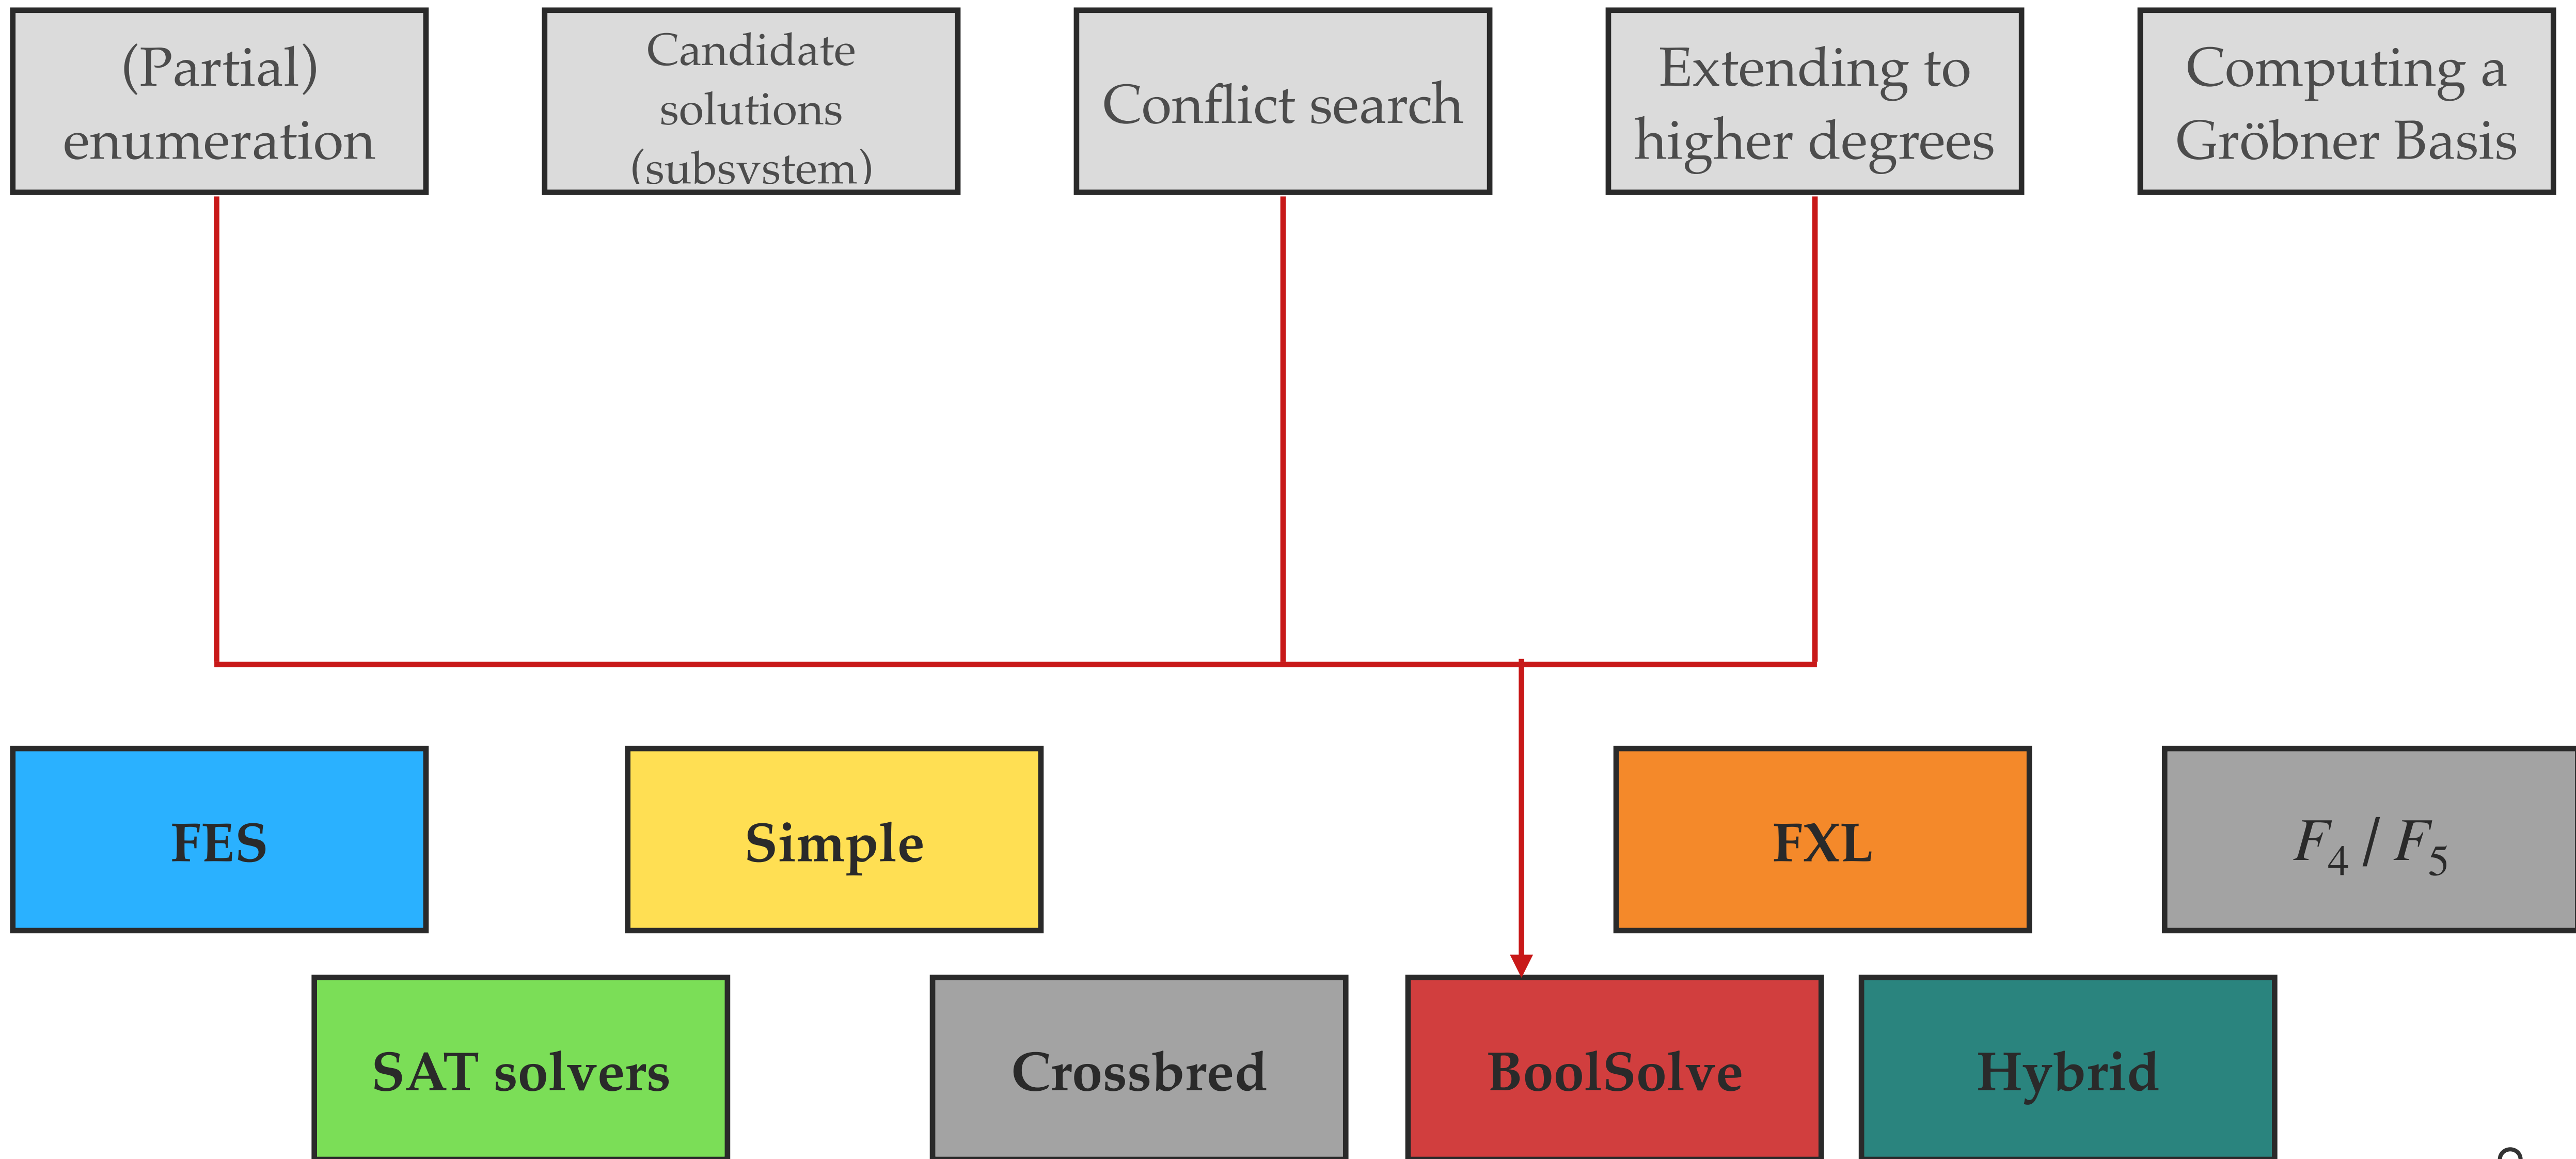 (Partial)
enumeration
Candidate
solutions
(subsystem)
Conflict search
Extending to
higher degrees
Computing a
Gröbner Basis
FES
Simple
FXL
F₄ / F₅
SAT solvers
Crossbred
BoolSolve
Hybrid